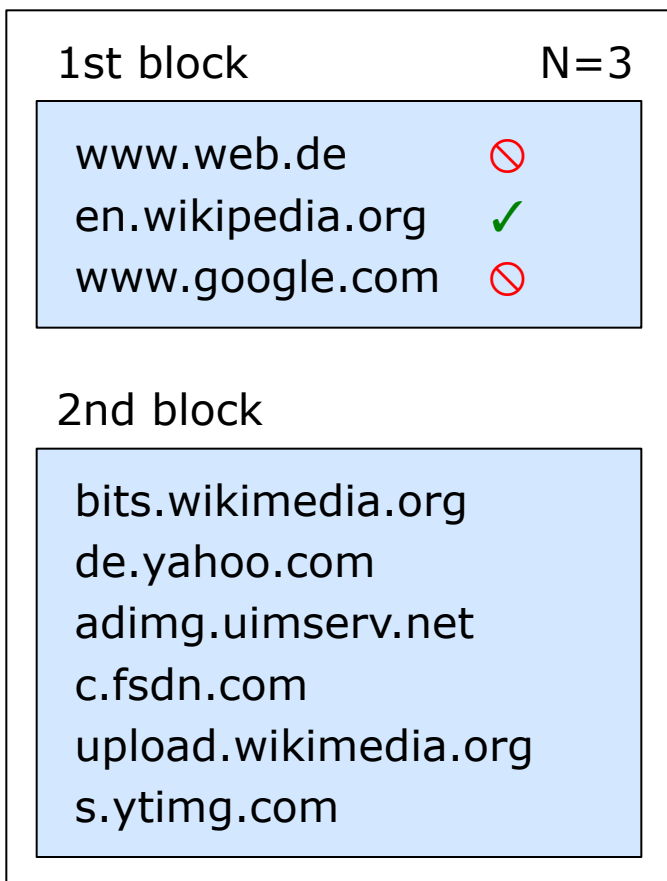 1st block N=3
www.web.de
en.wikipedia.org ✓
www.google.com
2nd block
bits.wikimedia.org
de.yahoo.com
adimg.uimserv.net
c.fsdn.com
upload.wikimedia.org
s.ytimg.com